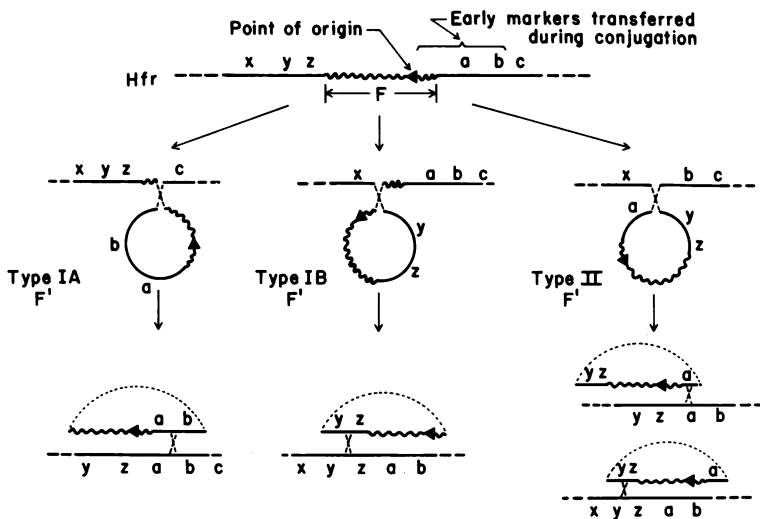 Early markers transferred
during conjugation
Point of origin
x y z a b c
Hfr
F
x y z c
x a b c
x b c
b
a
y
z
a
y
z
Type IA
F'
Type IB
F'
Type II
F'
y z a
y z a b
a b
y z a b c
y z
x y z a b
y z a
x y z a b